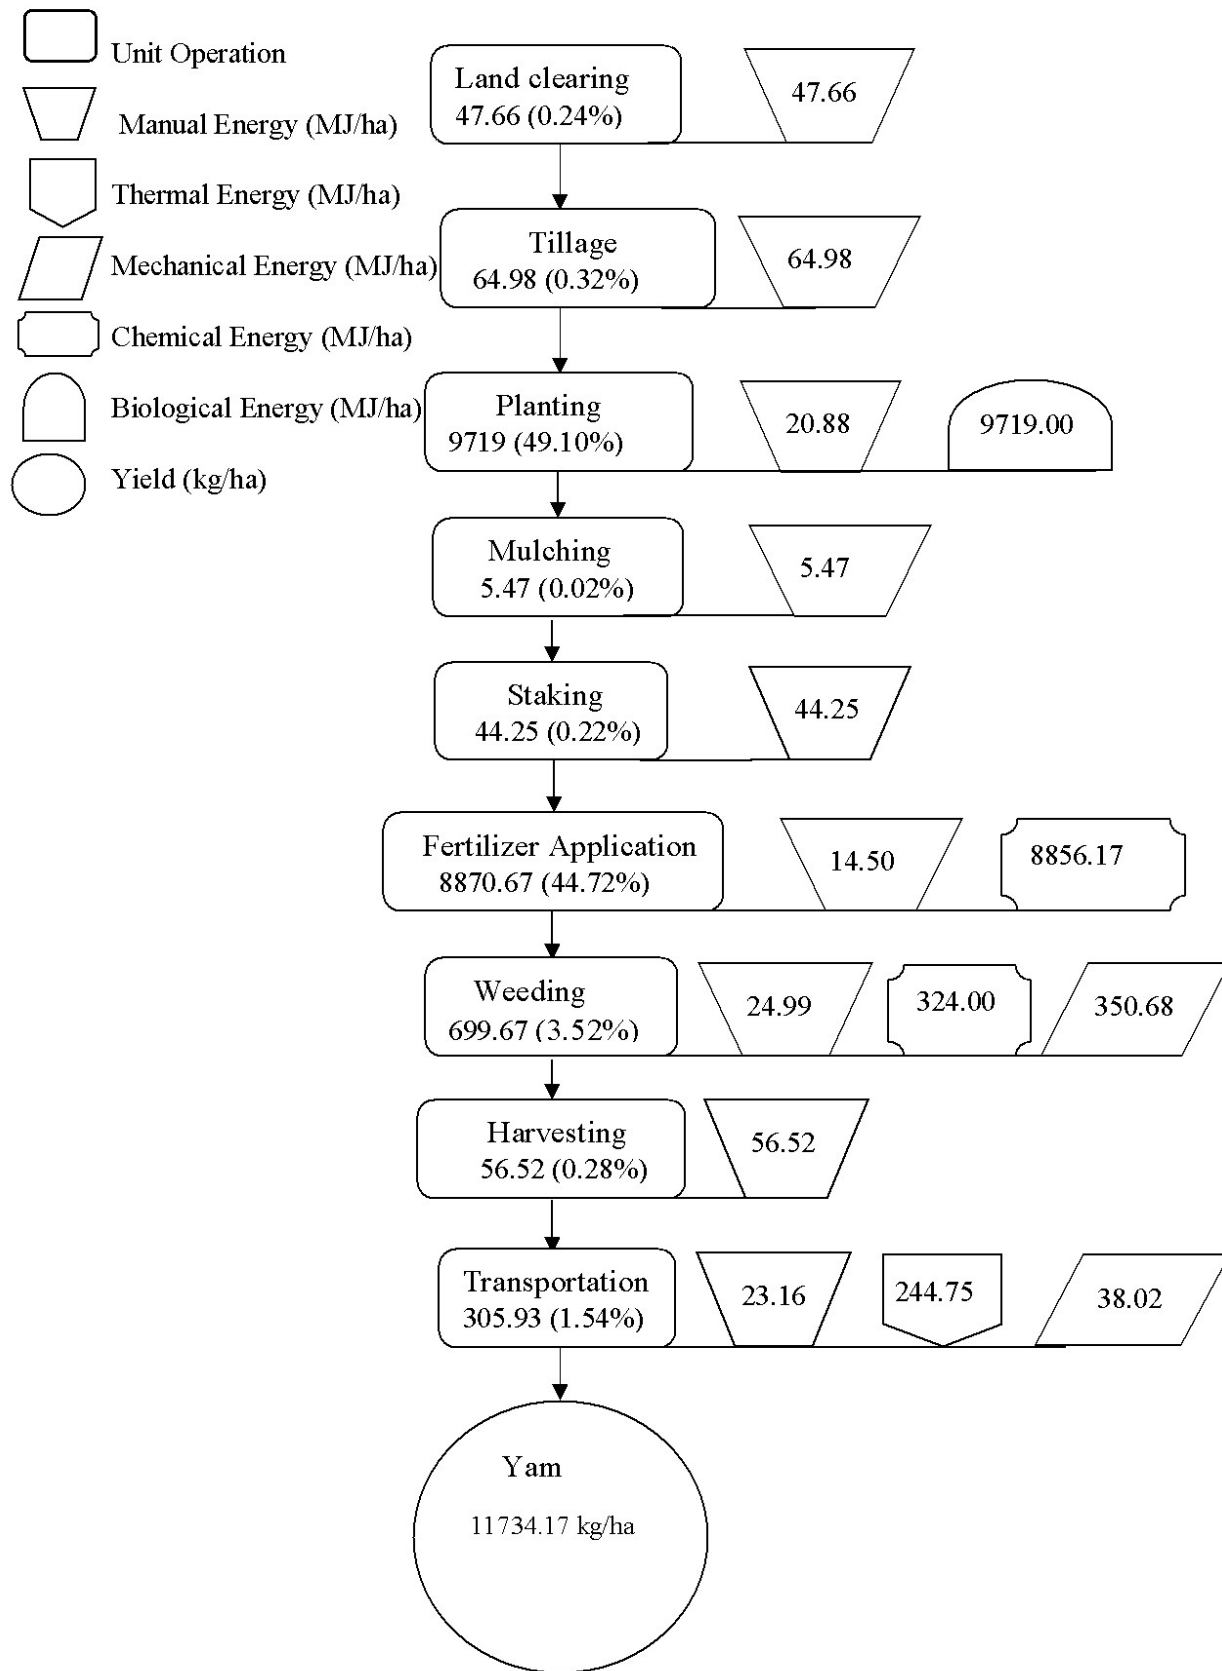 Unit Operation
Manual Energy (MJ/ha)
Thermal Energy (MJ/ha)
Mechanical Energy (MJ/ha)
Chemical Energy (MJ/ha)
Biological Energy (MJ/ha)
Yield (kg/ha)
Land clearing
47.66 (0.24%)
47.66
Tillage
64.98 (0.32%)
64.98
Planting
9719 (49.10%)
20.88
9719.00
Mulching
5.47 (0.02%)
5.47
Staking
44.25 (0.22%)
44.25
Fertilizer Application
8870.67 (44.72%)
14.50
8856.17
Weeding
699.67 (3.52%)
24.99
324.00
350.68
Harvesting
56.52 (0.28%)
56.52
Transportation
305.93 (1.54%)
23.16
244.75
38.02
Yam
11734.17 kg/ha